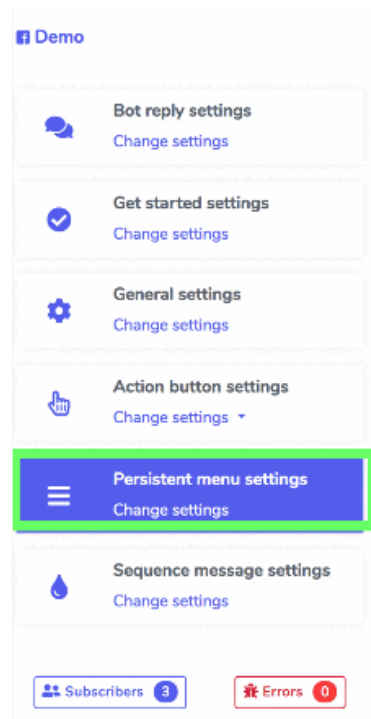 Demo
Bot reply settings
Change settings
Get started settings
Change settings
General settings
Change settings
Action button settings
Change settings
Persistent menu settings
Change settings
Sequence message settings
Change settings
Subscribers 3 Errors 0